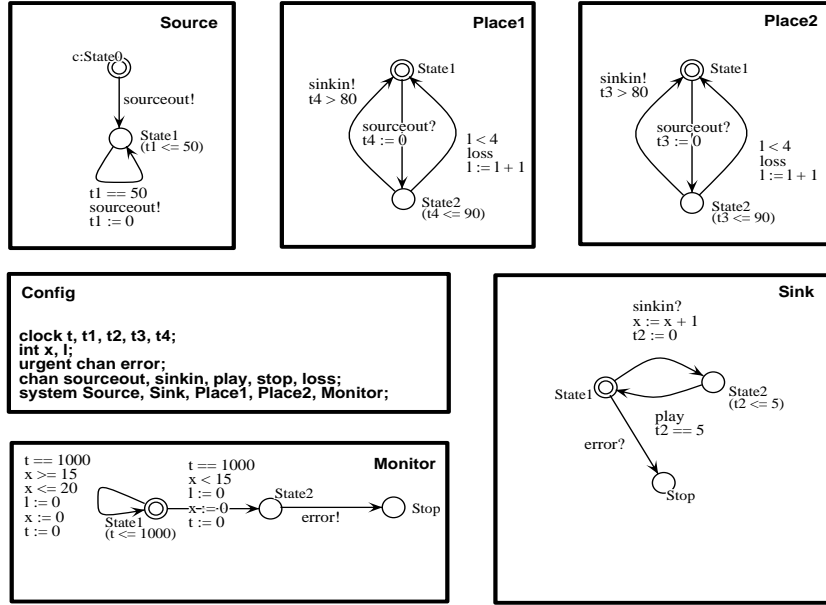 Source
c:State0
sourceout!
State1
(t1 <= 50)
t1 == 50
sourceout!
t1 := 0
Place1
sinkin!
t4 > 80
State1
sourceout?
t4 := 0
l < 4
loss
l := l + 1
State2
(t4 <= 90)
Place2
sinkin!
t3 > 80
State1
sourceout?
t3 := 0
l < 4
loss
l := l + 1
State2
(t3 <= 90)
Config
clock t, t1, t2, t3, t4;
int x, l;
urgent chan error;
chan sourceout, sinkin, play, stop, loss;
system Source, Sink, Place1, Place2, Monitor;
Sink
sinkin?
x := x + 1
t2 := 0
State1
State2
(t2 <= 5)
play
t2 == 5
error?
Stop
Monitor
t == 1000
x >= 15
x <= 20
l := 0
x := 0
t := 0
State1
(t <= 1000)
t == 1000
x < 15
l := 0
x := 0
t := 0
State2
error!
Stop